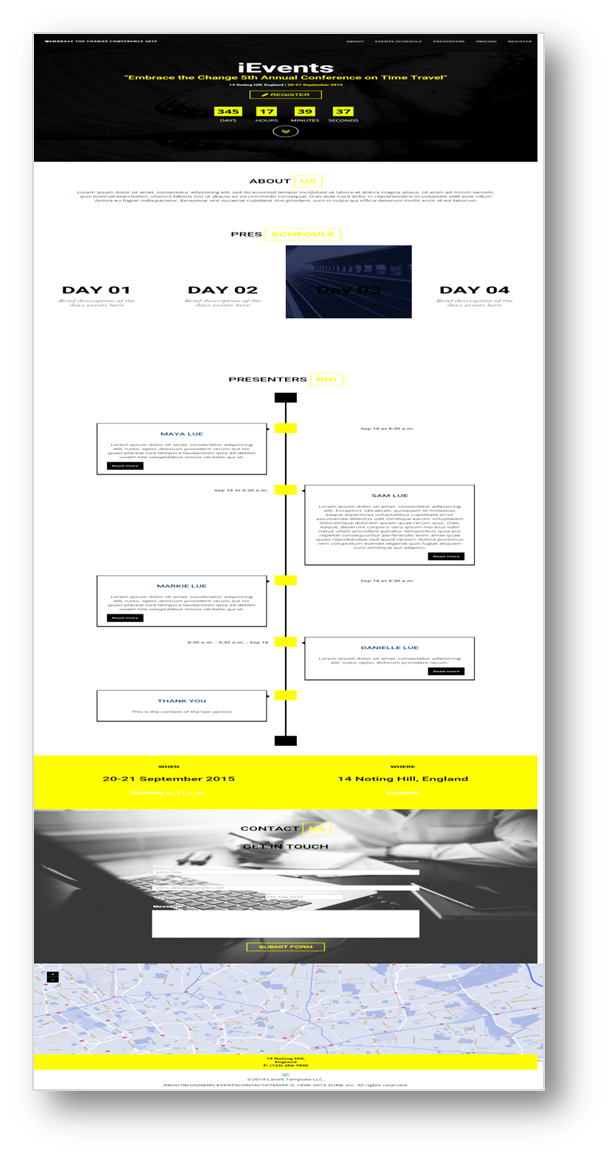 EMBRACE THE CHANGE CONFERENCE 2015
ABOUT EVENTS SCHEDULE PRESENTERS PRICING REGISTER
iEvents
"Embrace the Change 5th Annual Conference on Time Travel"
14 Noting Hill, England | 20-21 September 2015
REGISTER
345 17 39 37
DAYS HOURS MINUTES SECONDS
ABOUT US
Lorem ipsum dolor sit amet, consectetur adipisicing elit, sed do eiusmod tempor incididunt ut labore et dolore magna aliqua. Ut enim ad minim veniam,
quis nostrud exercitation ullamco laboris nisi ut aliquip ex ea commodo consequat. Duis aute irure dolor in reprehenderit in voluptate velit esse cillum
dolore eu fugiat nulla pariatur. Excepteur sint occaecat cupidatat non proident, sunt in culpa qui officia deserunt mollit anim id est laborum
PRES SCHEDULE
DAY 01 DAY 02 Day 03 DAY 04
Brief description of the
days events here
Brief description of the
days events here
Brief description of the
days events here
PRESENTERS BIO
MAYA LUE
Lorem ipsum dolor sit amet, consectetur adipisicing
elit. Iusto, optio, dolorum provident rerum aut hic
quasi placeat iure tempora laudantium ipsa ad debitis
unde? Iste voluptatibus minus veritatis qui ut.
Read more
Sep 18 at 9:30 a.m.
Sep 18 at 9:30 a.m.
SAM LUE
Lorem ipsum dolor sit amet, consectetur adipisicing
elit. Excepturi, obcaecati, quisquam id molestias
eaque asperiores voluptatibus cupiditate error
assumenda delectus odit similique earum voluptatem
doloremque dolorem ipsam quae rerum quis. Odit,
itaque, deserunt corporis vero ipsum nisi eius odio
natus ullam provident pariatur temporibus quia eos
repellat consequuntur perferendis enim amet quae
quasi repudiandae sed quod veniam dolore possimus
rem voluptatum eveniet eligendi quis fugiat aliquam
sunt similique aut adipisci.
Read more
MARKIE LUE
Lorem ipsum dolor sit amet, consectetur adipisicing
elit. Iusto, optio, dolorum provident rerum aut hic
quasi placeat iure tempora laudantium ipsa ad debitis
unde? Iste voluptatibus minus veritatis qui ut.
Read more
Sep 18 at 9:30 a.m.
9:30 a.m. - 9:45 a.m. - Sep 18
DANIELLE LUE
Lorem ipsum dolor sit amet, consectetur adipisicing
elit. Iusto, optio, dolorum provident rerum.
Read more
THANK YOU
This is the content of the last section
WHEN WHERE
20-21 September 2015 14 Noting Hill, England
England
CONTACT US
GET IN TOUCH
Message
SUBMIT FORM
14 Noting Hill,
England
P: (123) 456-7890
©2014 Landit Template LLC.
ABOUTBLOGNEWS EVENTSCONTACTSITEMAP © 1998-2015 ZURB, Inc. All rights reserved.